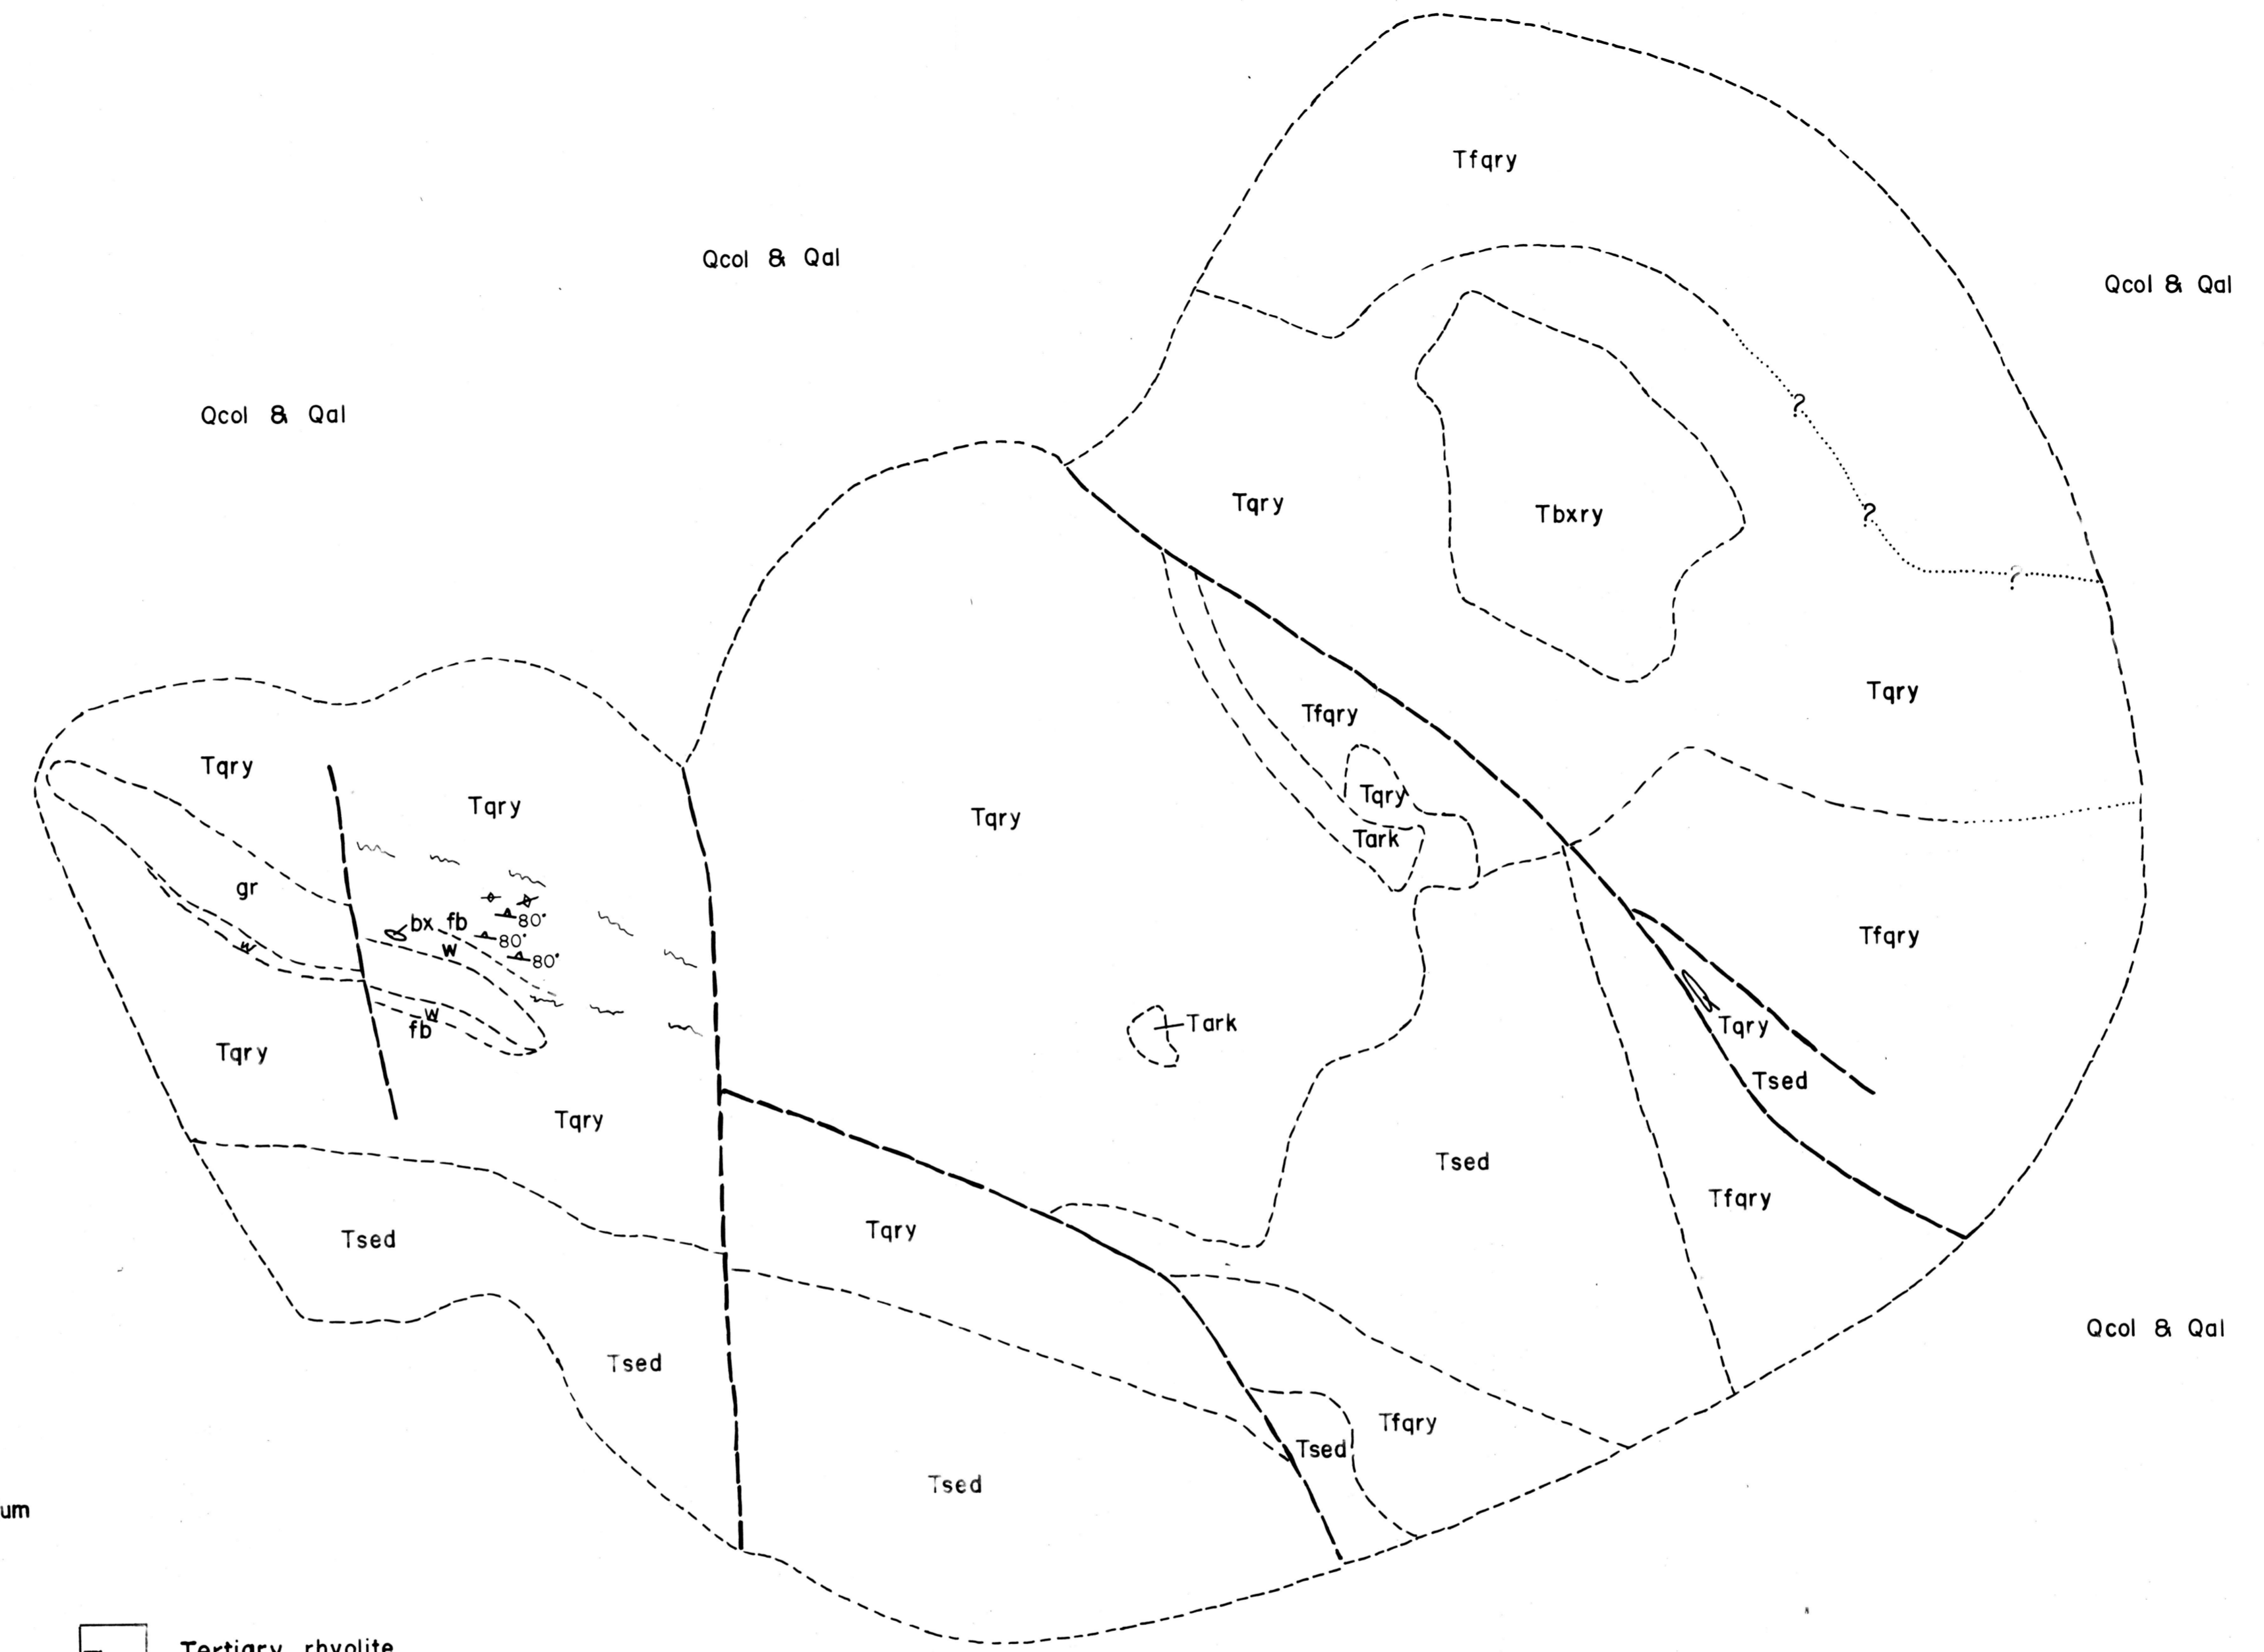 Tfqry
Qcol & Qal
Qcol & Qal
Qcol & Qal
?
Tqry
Tbxry
?
?
Tqry
Tfqry
Tqry
Tqry
Tqry
Tqry
Tark
gr
bx fb
80°
80°
80°
w
w
Tfqry
w
fb
Tark
Tqry
Tqry
Tsed
Tqry
Tsed
Tfqry
Tqry
Tsed
Qcol & Qal
Tsed
Tfqry
Tsed
Tsed
um
Tertiary rhyolite